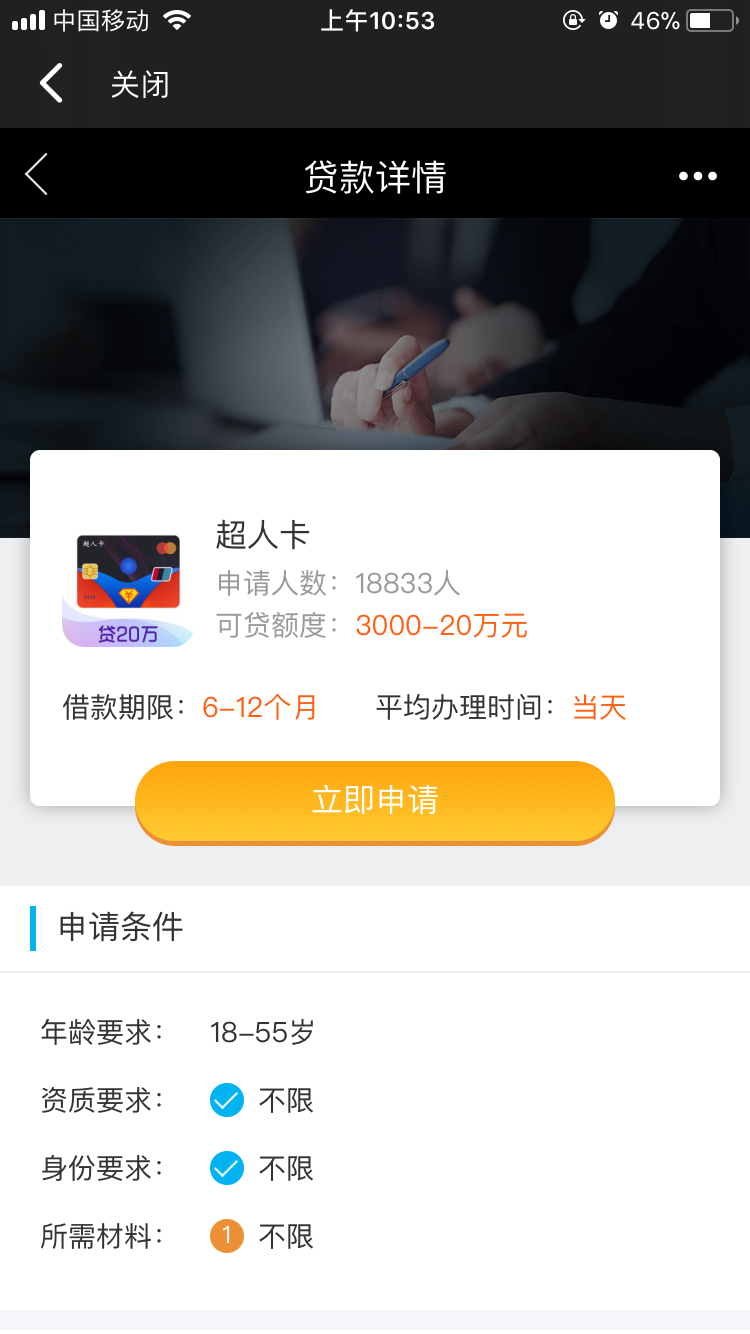 中国移动 上午10:53 46%
关闭
贷款详情
超人卡
超人卡
申请人数：18833人
可贷额度：3000-20万元
贷20万
借款期限：6-12个月 平均办理时间：当天
立即申请
申请条件
年龄要求： 18-55岁
资质要求： 不限
身份要求： 不限
所需材料： 1 不限